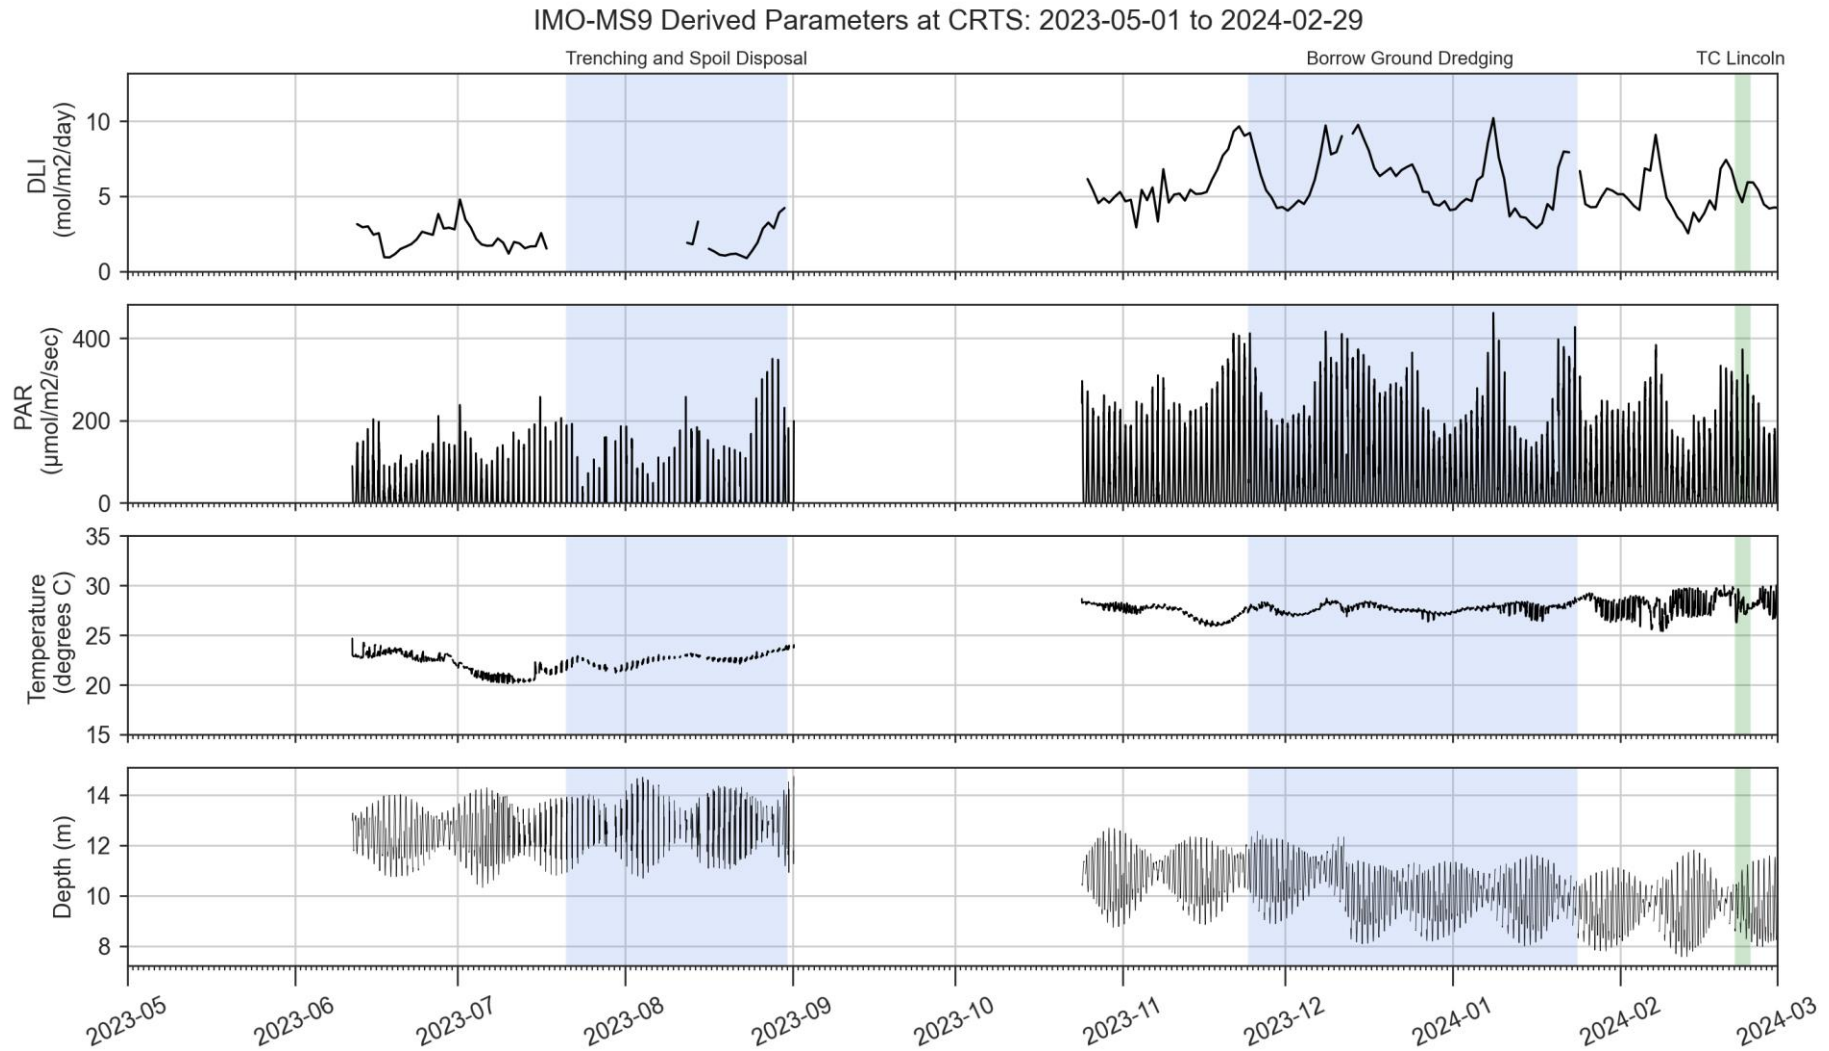 IMO-MS9 Derived Parameters at CRTS: 2023-05-01 to 2024-02-29
Trenching and Spoil Disposal
Borrow Ground Dredging
TC Lincoln
DLI
(mol/m2/day)
10
5
0
PAR
(µmol/m2/sec)
400
200
0
Temperature
(degrees C)
35
30
25
20
15
Depth (m)
14
12
10
8
2023-05
2023-06
2023-07
2023-08
2023-09
2023-10
2023-11
2023-12
2024-01
2024-02
2024-03